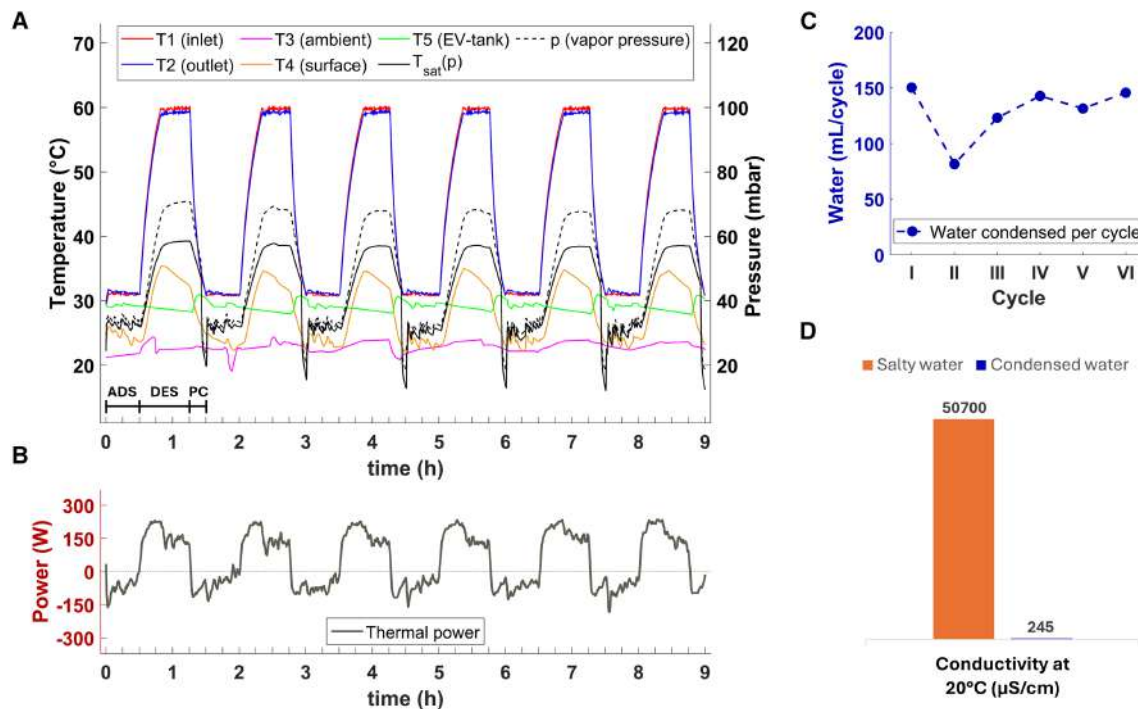 A
T1 (inlet) T3 (ambient) T5 (EV-tank) p (vapor pressure)
T2 (outlet) T4 (surface) Tsat(p)
Temperature (°C)
70
60
50
40
30
20
Pressure (mbar)
120
100
80
60
40
20
0
ADS DES PC
0 1 2 3 4 5 6 7 8 9
time (h)
B
Power (W)
300
150
0
-150
-300
Thermal power
0 1 2 3 4 5 6 7 8 9
time (h)
C
Water (mL/cycle)
200
150
100
50
0
Water condensed per cycle
I II III IV V VI
Cycle
D
Salty water Condensed water
50700
245
Conductivity at
20°C (µS/cm)